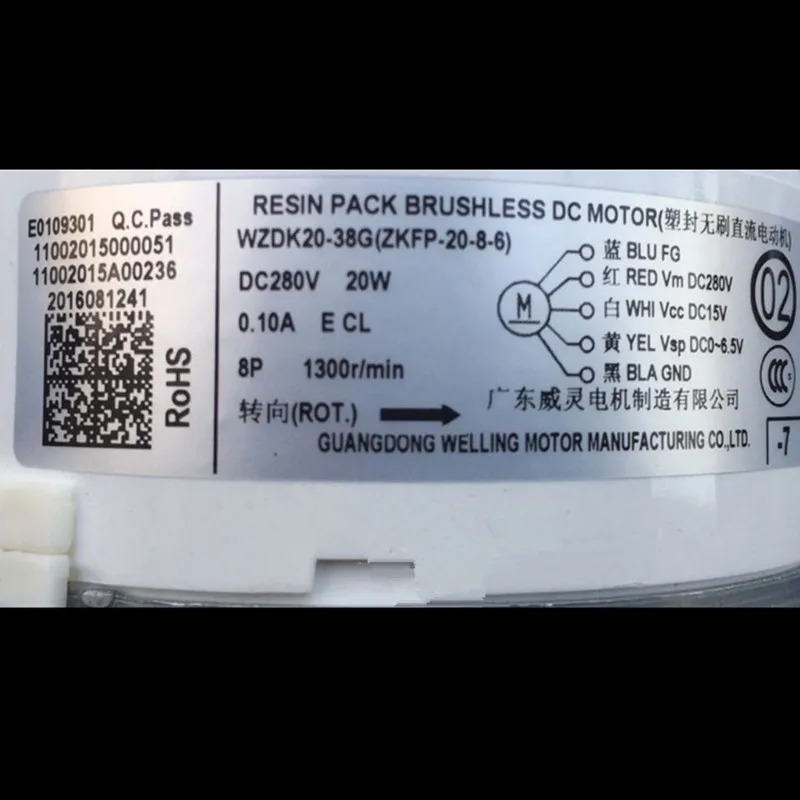 E0109301 Q.C.Pass
11002015000051
11002015A00236
2016081241
RoHS
RESIN PACK BRUSHLESS DC MOTOR(塑封无刷直流电动机)
WZDK20-38G(ZKFP-20-8-6)
DC280V 20W
0.10A E CL
8P 1300r/min
转向(ROT.)
M
蓝 BLU FG
红 RED Vm DC280V
白 WHI Vcc DC15V
黄 YEL Vsp DC0~6.5V
黑 BLA GND
02
CCC S
广东威灵电机制造有限公司
GUANGDONG WELLING MOTOR MANUFACTURING CO.,LTD.
-7